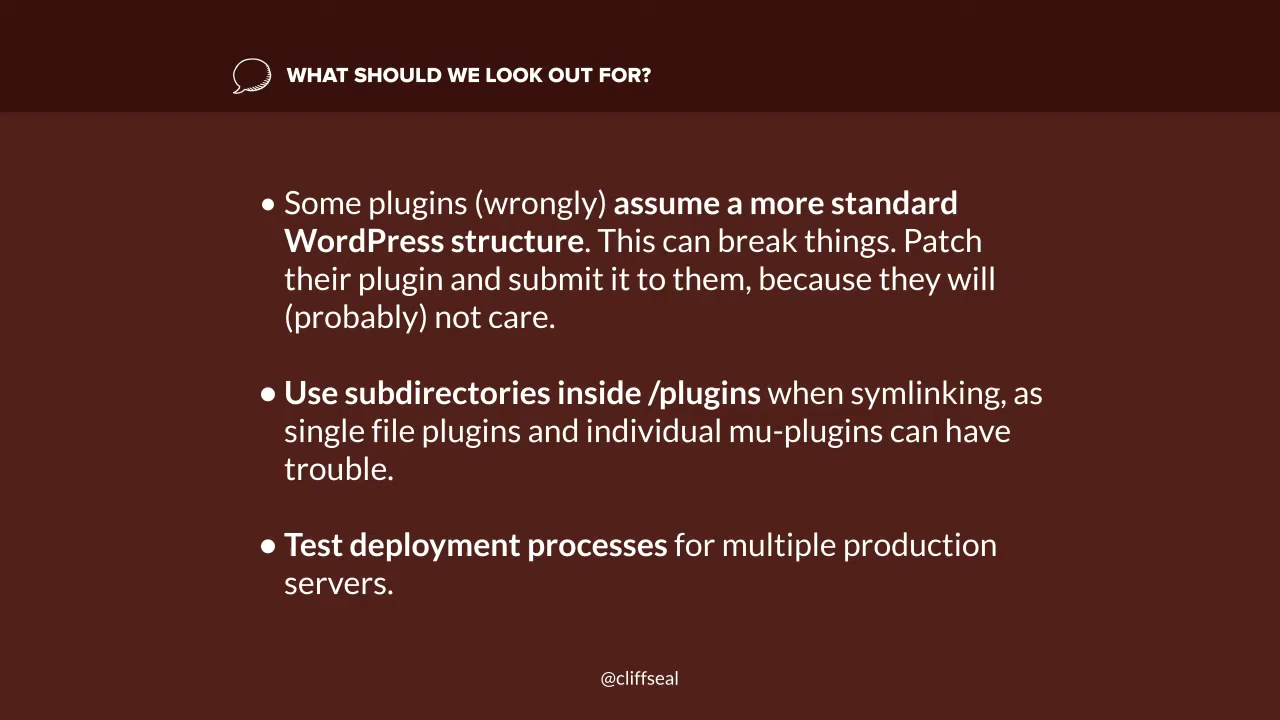 WHAT SHOULD WE LOOK OUT FOR?
• Some plugins (wrongly) assume a more standard
WordPress structure. This can break things. Patch
their plugin and submit it to them, because they will
(probably) not care.
• Use subdirectories inside /plugins when symlinking, as
single file plugins and individual mu-plugins can have
trouble.
• Test deployment processes for multiple production
servers.
@cliffseal